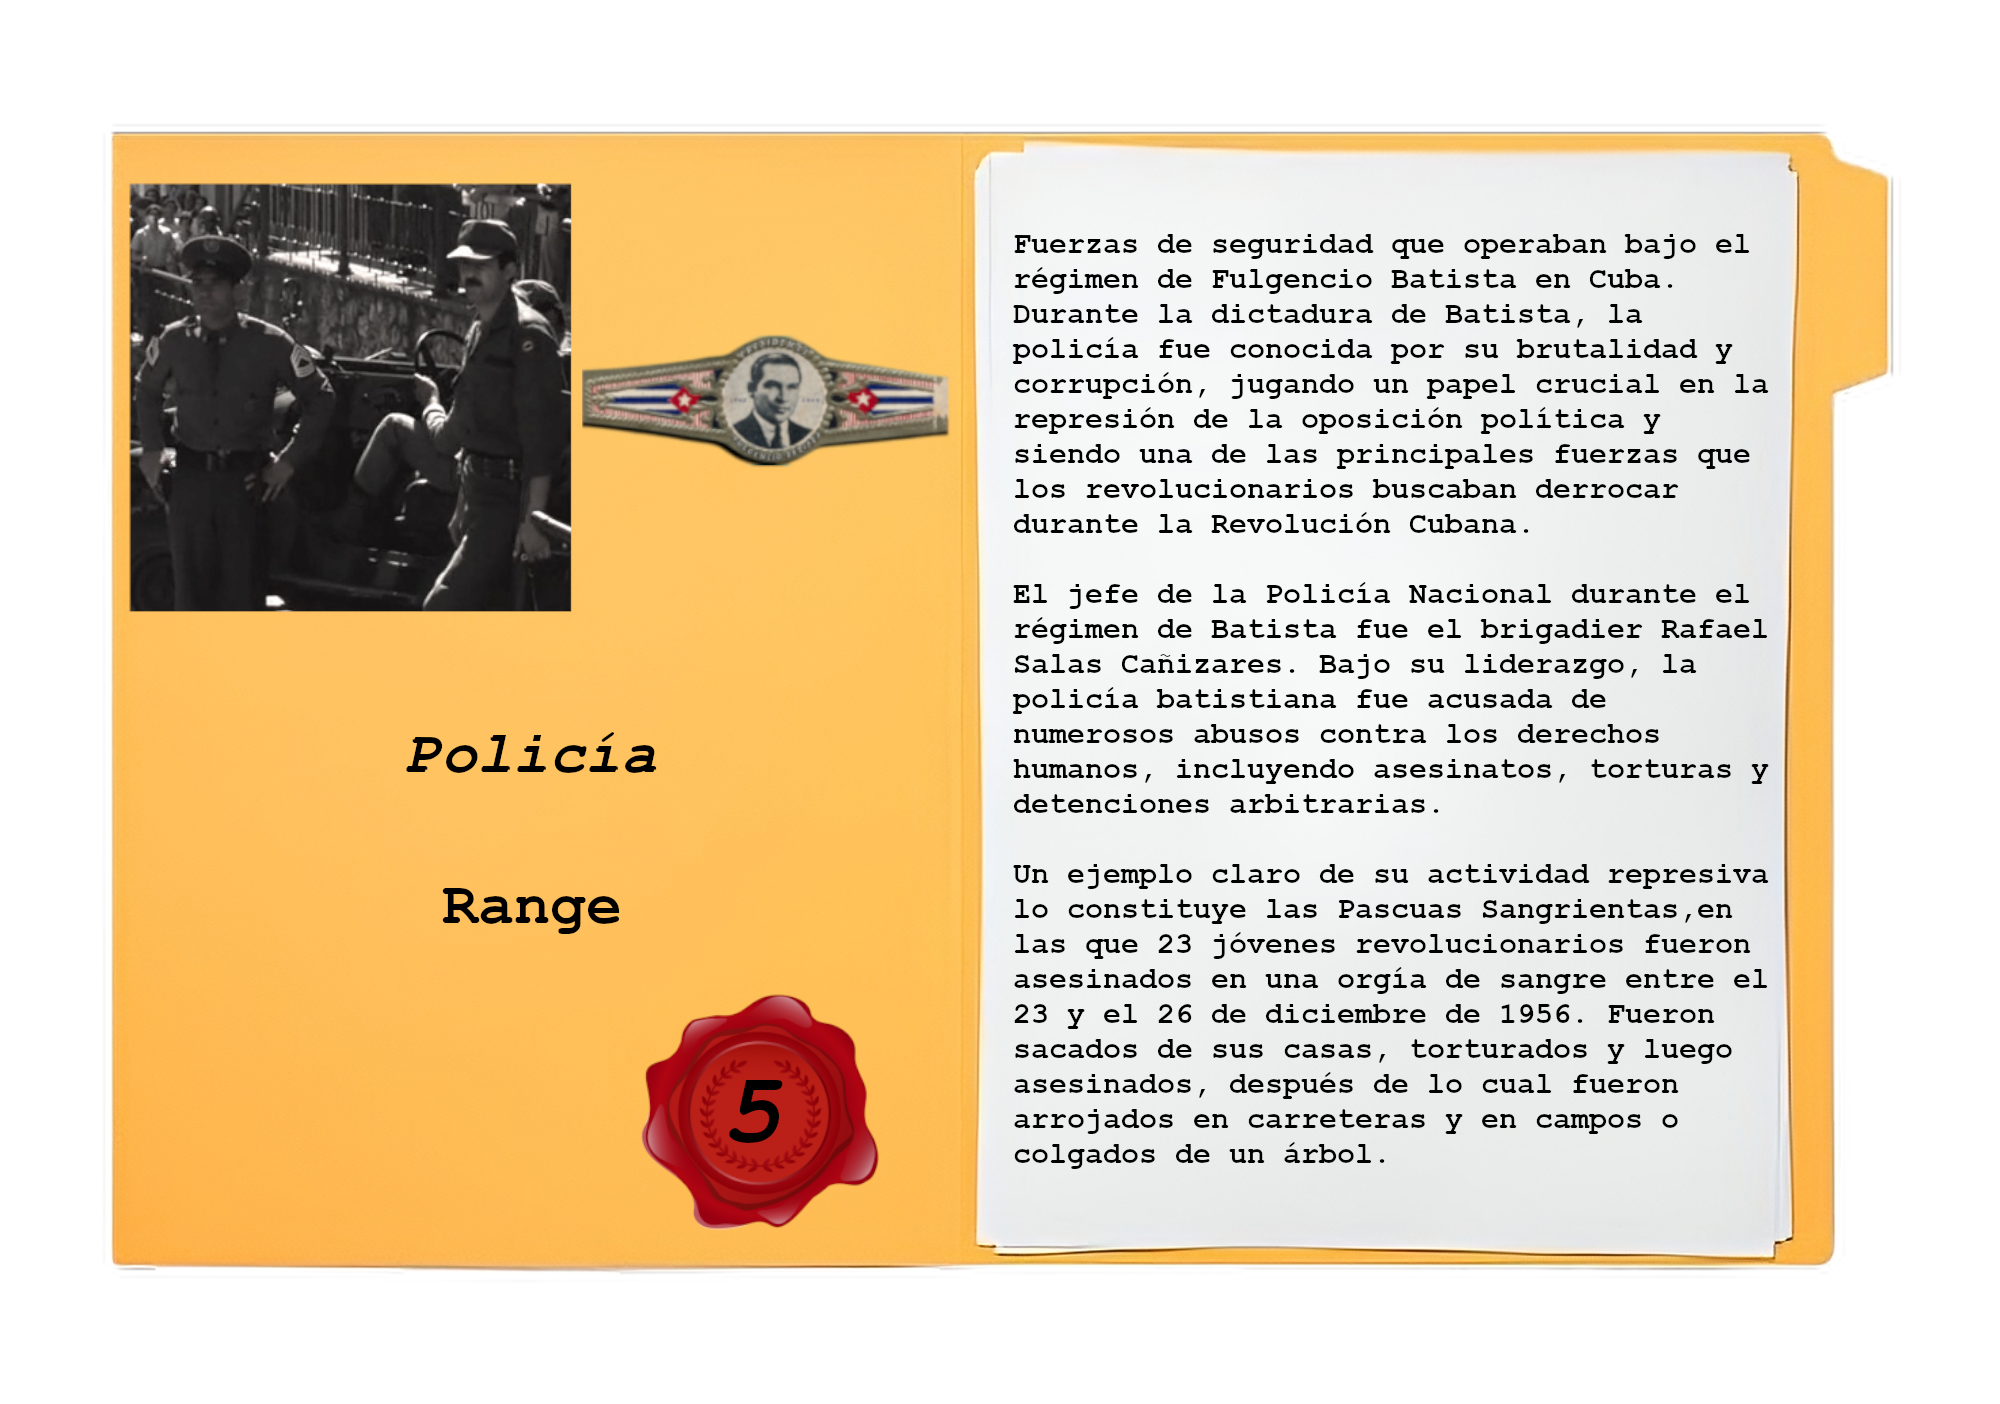 PRESIDENTE
Policía
Range
5
Fuerzas de seguridad que operaban bajo el
régimen de Fulgencio Batista en Cuba.
Durante la dictadura de Batista, la
policía fue conocida por su brutalidad y
corrupción, jugando un papel crucial en la
represión de la oposición política y
siendo una de las principales fuerzas que
los revolucionarios buscaban derrocar
durante la Revolución Cubana.
El jefe de la Policía Nacional durante el
régimen de Batista fue el brigadier Rafael
Salas Cañizares. Bajo su liderazgo, la
policía batistiana fue acusada de
numerosos abusos contra los derechos
humanos, incluyendo asesinatos, torturas y
detenciones arbitrarias.
Un ejemplo claro de su actividad represiva
lo constituye las Pascuas Sangrientas,en
las que 23 jóvenes revolucionarios fueron
asesinados en una orgía de sangre entre el
23 y el 26 de diciembre de 1956. Fueron
sacados de sus casas, torturados y luego
asesinados, después de lo cual fueron
arrojados en carreteras y en campos o
colgados de un árbol.